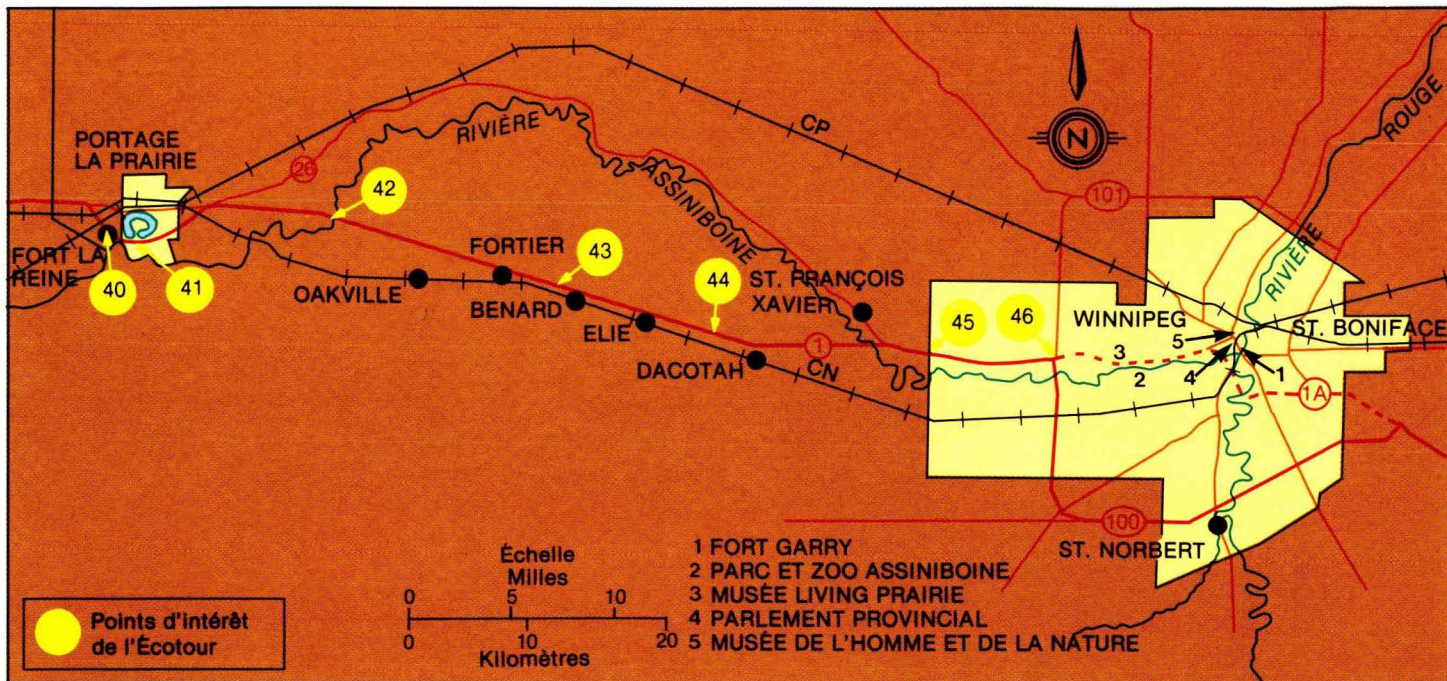 PORTAGE
LA PRAIRIE
26
42
RIVIÈRE
ASSINIBOINE
CP
N
101
RIVIÈRE
ROUGE
FORT LA
REINE
40
41
OAKVILLE
FORTIER
43
BENARD
ELIE
44
DACOTAH
1
CN
ST. FRANÇOIS
XAVIER
45
46
WINNIPEG
5
3
2
4
1
ST. BONIFACE
1A
100
ST. NORBERT
Échelle
Milles
0 5 10
0 10 20
Kilomètres
Points d'intérêt
de l'Écotour
1 FORT GARRY
2 PARC ET ZOO ASSINIBOINE
3 MUSÉE LIVING PRAIRIE
4 PARLEMENT PROVINCIAL
5 MUSÉE DE L'HOMME ET DE LA NATURE